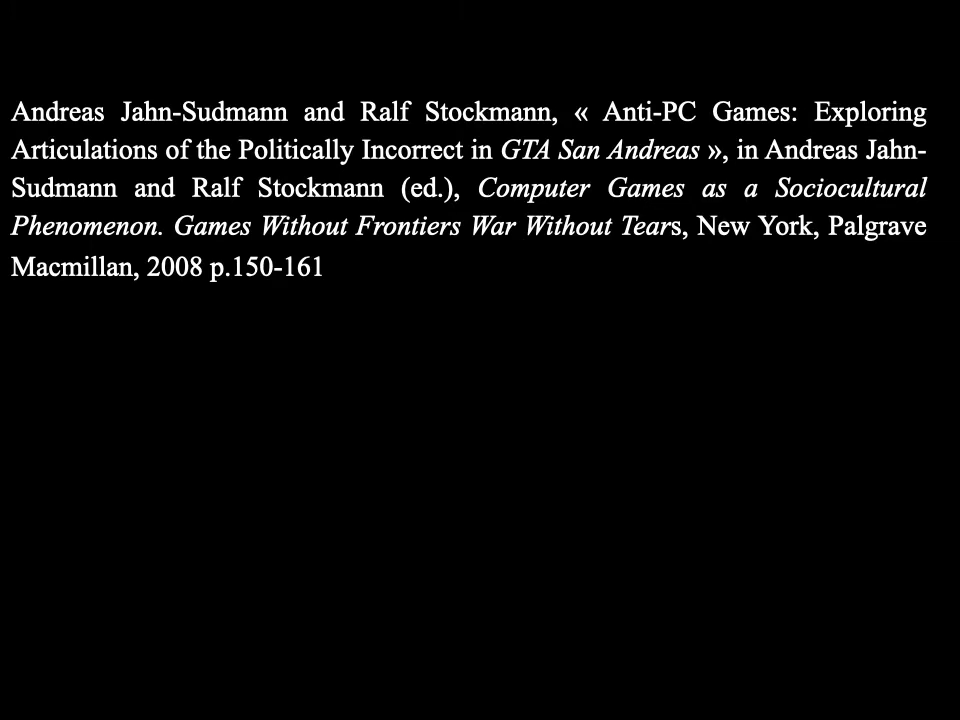 Andreas Jahn-Sudmann and Ralf Stockmann, « Anti-PC Games: Exploring
Articulations of the Politically Incorrect in GTA San Andreas », in Andreas Jahn-
Sudmann and Ralf Stockmann (ed.), Computer Games as a Sociocultural
Phenomenon. Games Without Frontiers War Without Tears, New York, Palgrave
Macmillan, 2008 p.150-161